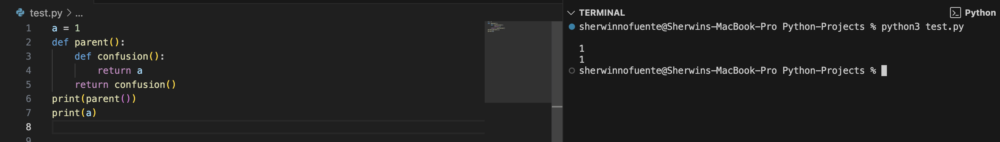 test.py > ...
1 a = 1
2 def parent():
3     def confusion():
4         return a
5     return confusion()
6 print(parent())
7 print(a)
8
9
TERMINAL
Python
sherwinnofuente@Sherwins-MacBook-Pro Python-Projects % python3 test.py
1
1
sherwinnofuente@Sherwins-MacBook-Pro Python-Projects %